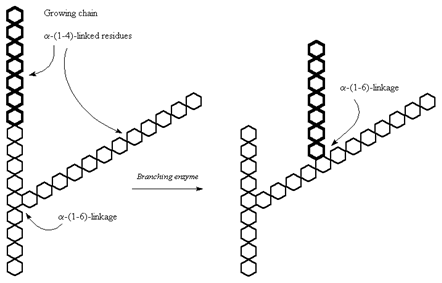 Growing chain
α-(1-4)-linked residues
α-(1-6)-linkage
Branching enzyme
α-(1-6)-linkage